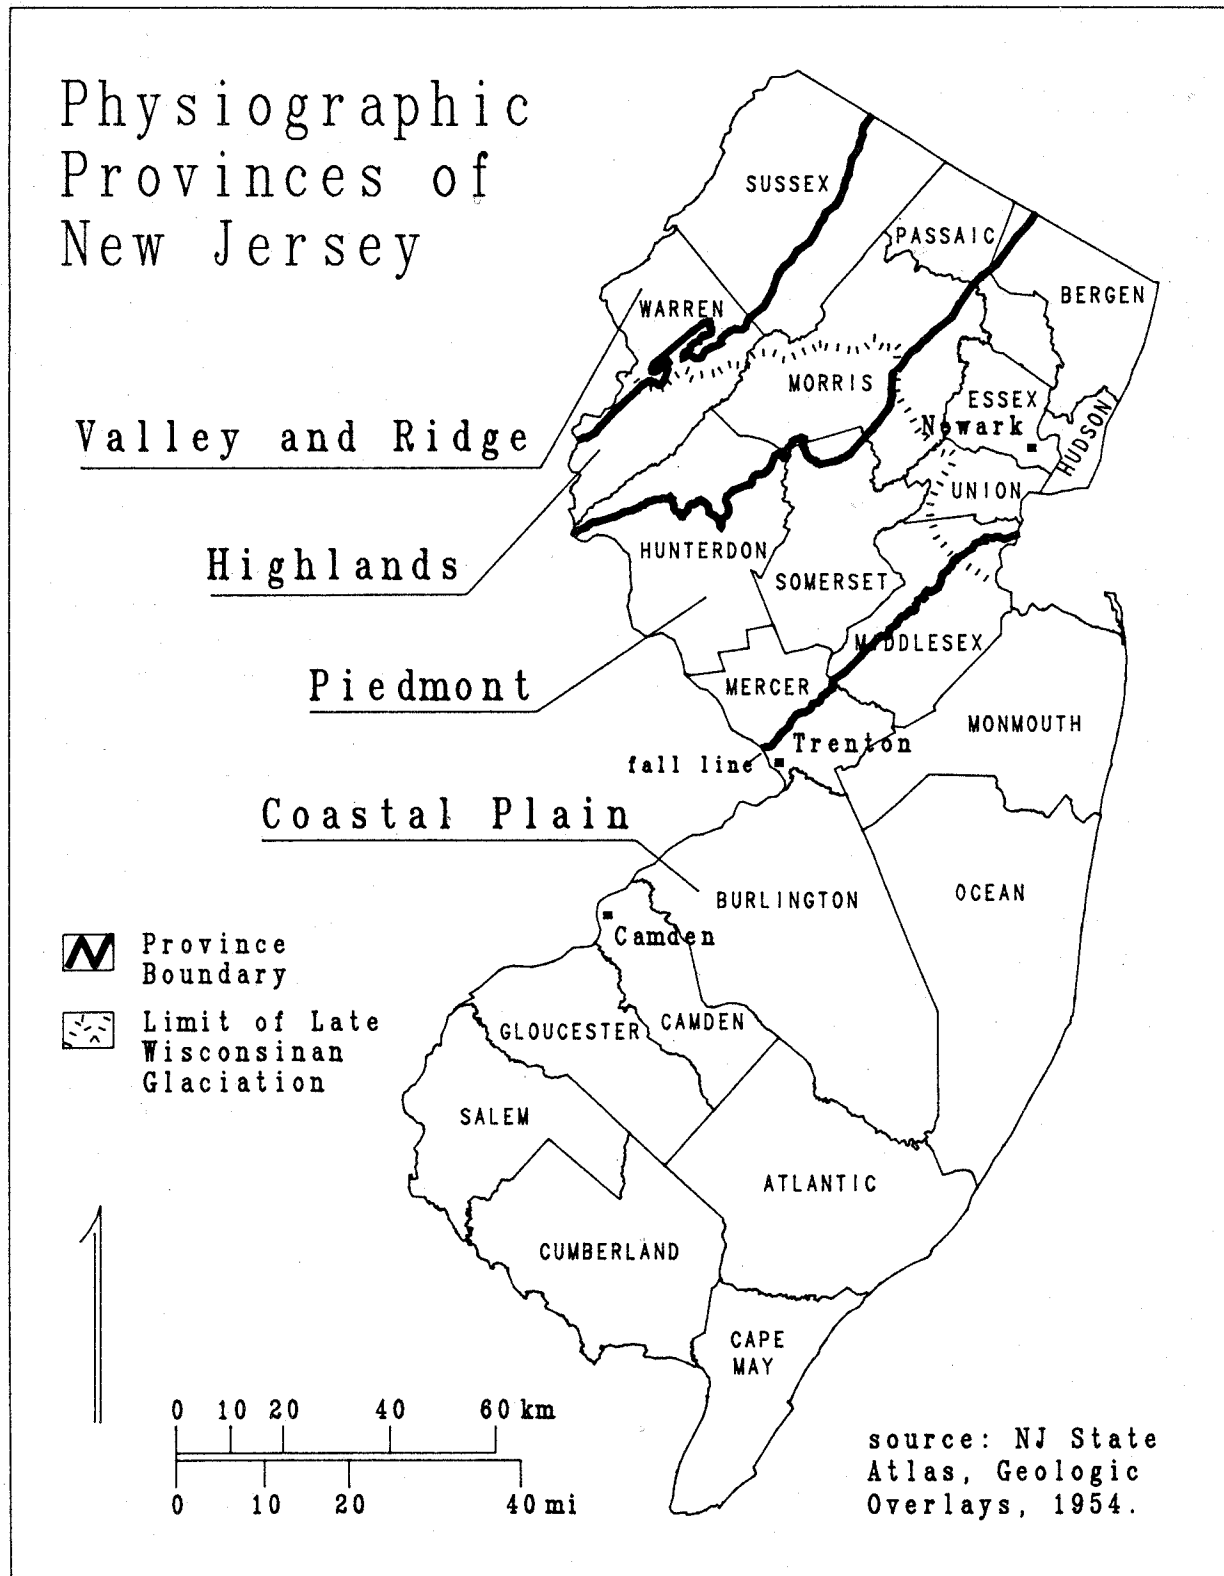 Physiographic
Provinces of
New Jersey
SUSSEX
PASSAIC
BERGEN
WARREN
MORRIS
ESSEX
Newark
HUDSON
Valley and Ridge
UNION
HUNTERDON
Highlands
SOMERSET
MIDDLESEX
Piedmont
MERCER
MONMOUTH
Trenton
fall line
Coastal Plain
BURLINGTON
OCEAN
Camden
Province
Boundary
Limit of Late
Wisconsinan
Glaciation
GLOUCESTER
CAMDEN
SALEM
ATLANTIC
CUMBERLAND
CAPE
MAY
0 10 20 40 60 km
0 10 20 40 mi
source: NJ State
Atlas, Geologic
Overlays, 1954.